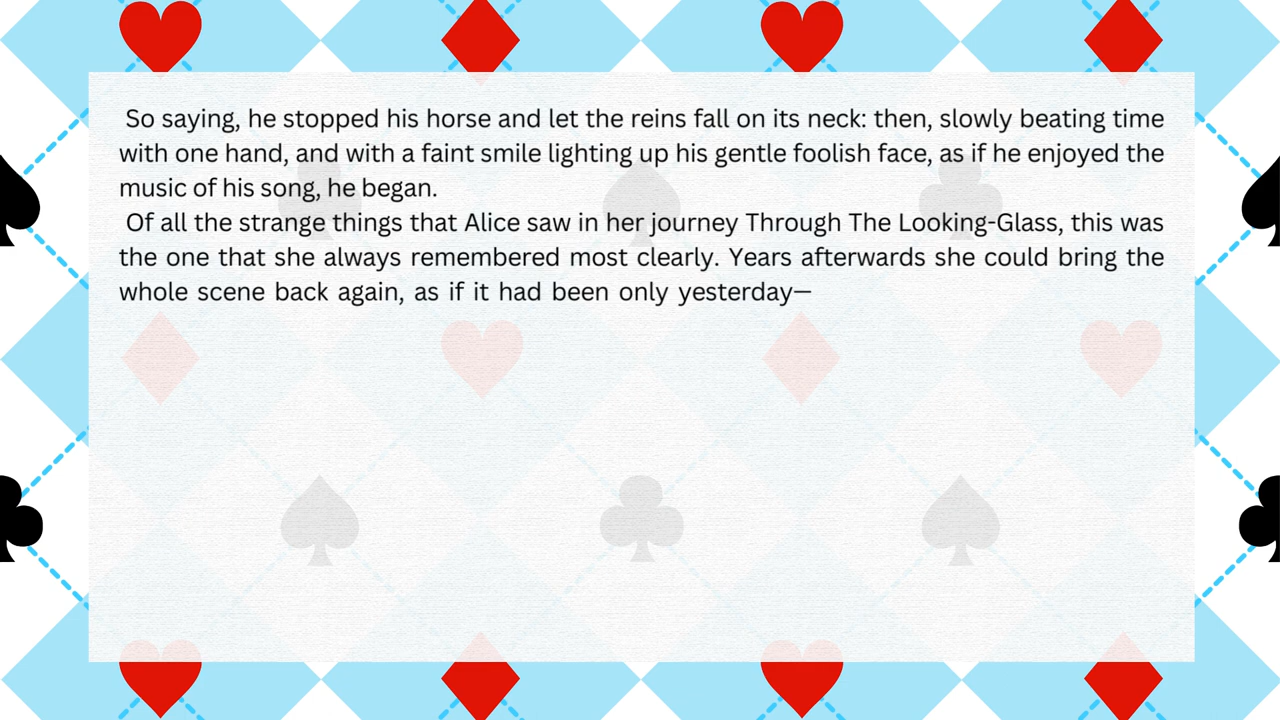 So saying, he stopped his horse and let the reins fall on its neck: then, slowly beating time
with one hand, and with a faint smile lighting up his gentle foolish face, as if he enjoyed the
music of his song, he began.
Of all the strange things that Alice saw in her journey Through The Looking-Glass, this was
the one that she always remembered most clearly. Years afterwards she could bring the
whole scene back again, as if it had been only yesterday—